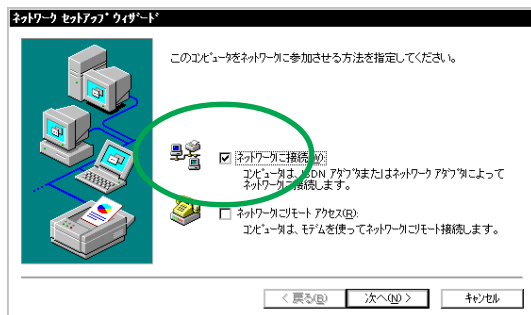 ネットワーク セットアップ ウィザード
このコンピュータをネットワークに参加させる方法を指定してください。
ネットワークに接続(W):
コンピュータは、ISDN アダプタまたはネットワーク アダプタによって
ネットワークに接続します。
ネットワークにリモート アクセス(R):
コンピュータは、モデムを使ってネットワークにリモート接続します。
< 戻る(B)
次へ(N) >
キャンセル